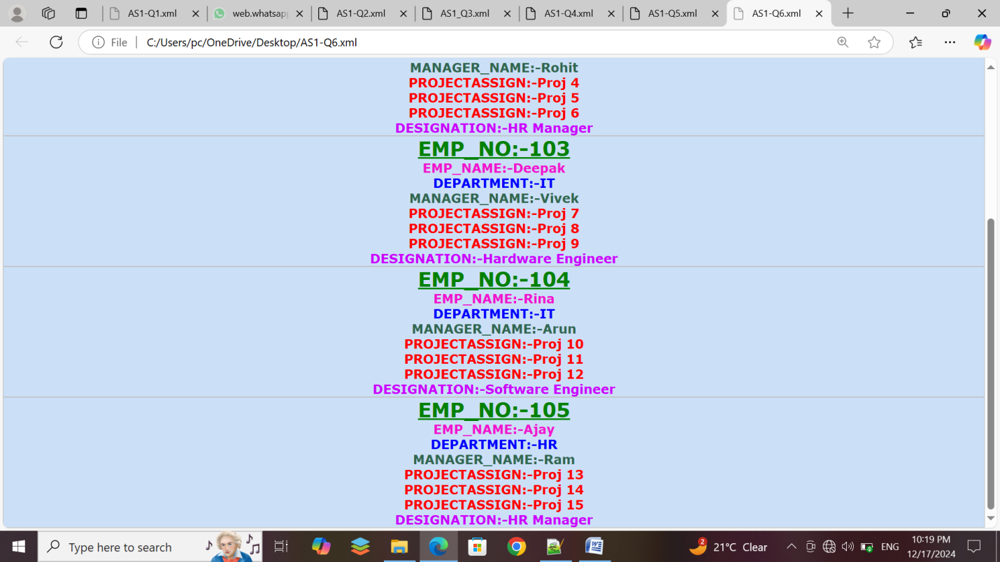 AS1-Q1.xml
web.whatsapp
AS1-Q2.xml
AS1_Q3.xml
AS1-Q4.xml
AS1-Q5.xml
AS1-Q6.xml
File
C:/Users/pc/OneDrive/Desktop/AS1-Q6.xml
MANAGER_NAME:-Rohit
PROJECTASSIGN:-Proj 4
PROJECTASSIGN:-Proj 5
PROJECTASSIGN:-Proj 6
DESIGNATION:-HR Manager
EMP_NO:-103
EMP_NAME:-Deepak
DEPARTMENT:-IT
MANAGER_NAME:-Vivek
PROJECTASSIGN:-Proj 7
PROJECTASSIGN:-Proj 8
PROJECTASSIGN:-Proj 9
DESIGNATION:-Hardware Engineer
EMP_NO:-104
EMP_NAME:-Rina
DEPARTMENT:-IT
MANAGER_NAME:-Arun
PROJECTASSIGN:-Proj 10
PROJECTASSIGN:-Proj 11
PROJECTASSIGN:-Proj 12
DESIGNATION:-Software Engineer
EMP_NO:-105
EMP_NAME:-Ajay
DEPARTMENT:-HR
MANAGER_NAME:-Ram
PROJECTASSIGN:-Proj 13
PROJECTASSIGN:-Proj 14
PROJECTASSIGN:-Proj 15
DESIGNATION:-HR Manager
Type here to search
2
21°C Clear
ENG
10:19 PM
12/17/2024